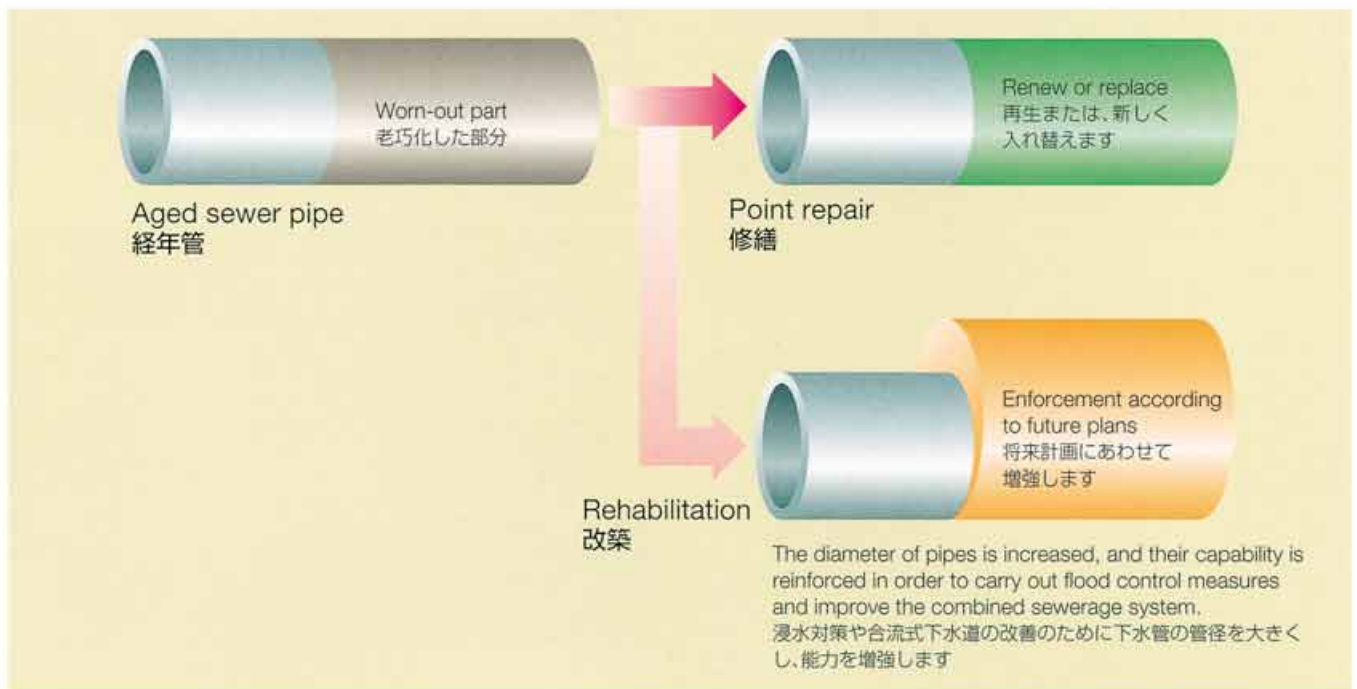 Worn-out part
老巧化した部分
Aged sewer pipe
経年管
Renew or replace
再生または、新しく
入れ替えます
Point repair
修繕
Rehabilitation
改築
Enforcement according
to future plans
将来計画にあわせて
増強します
The diameter of pipes is increased, and their capability is
reinforced in order to carry out flood control measures
and improve the combined sewerage system.
浸水対策や合流式下水道の改善のために下水管の管径を大きく
し、能力を増強します